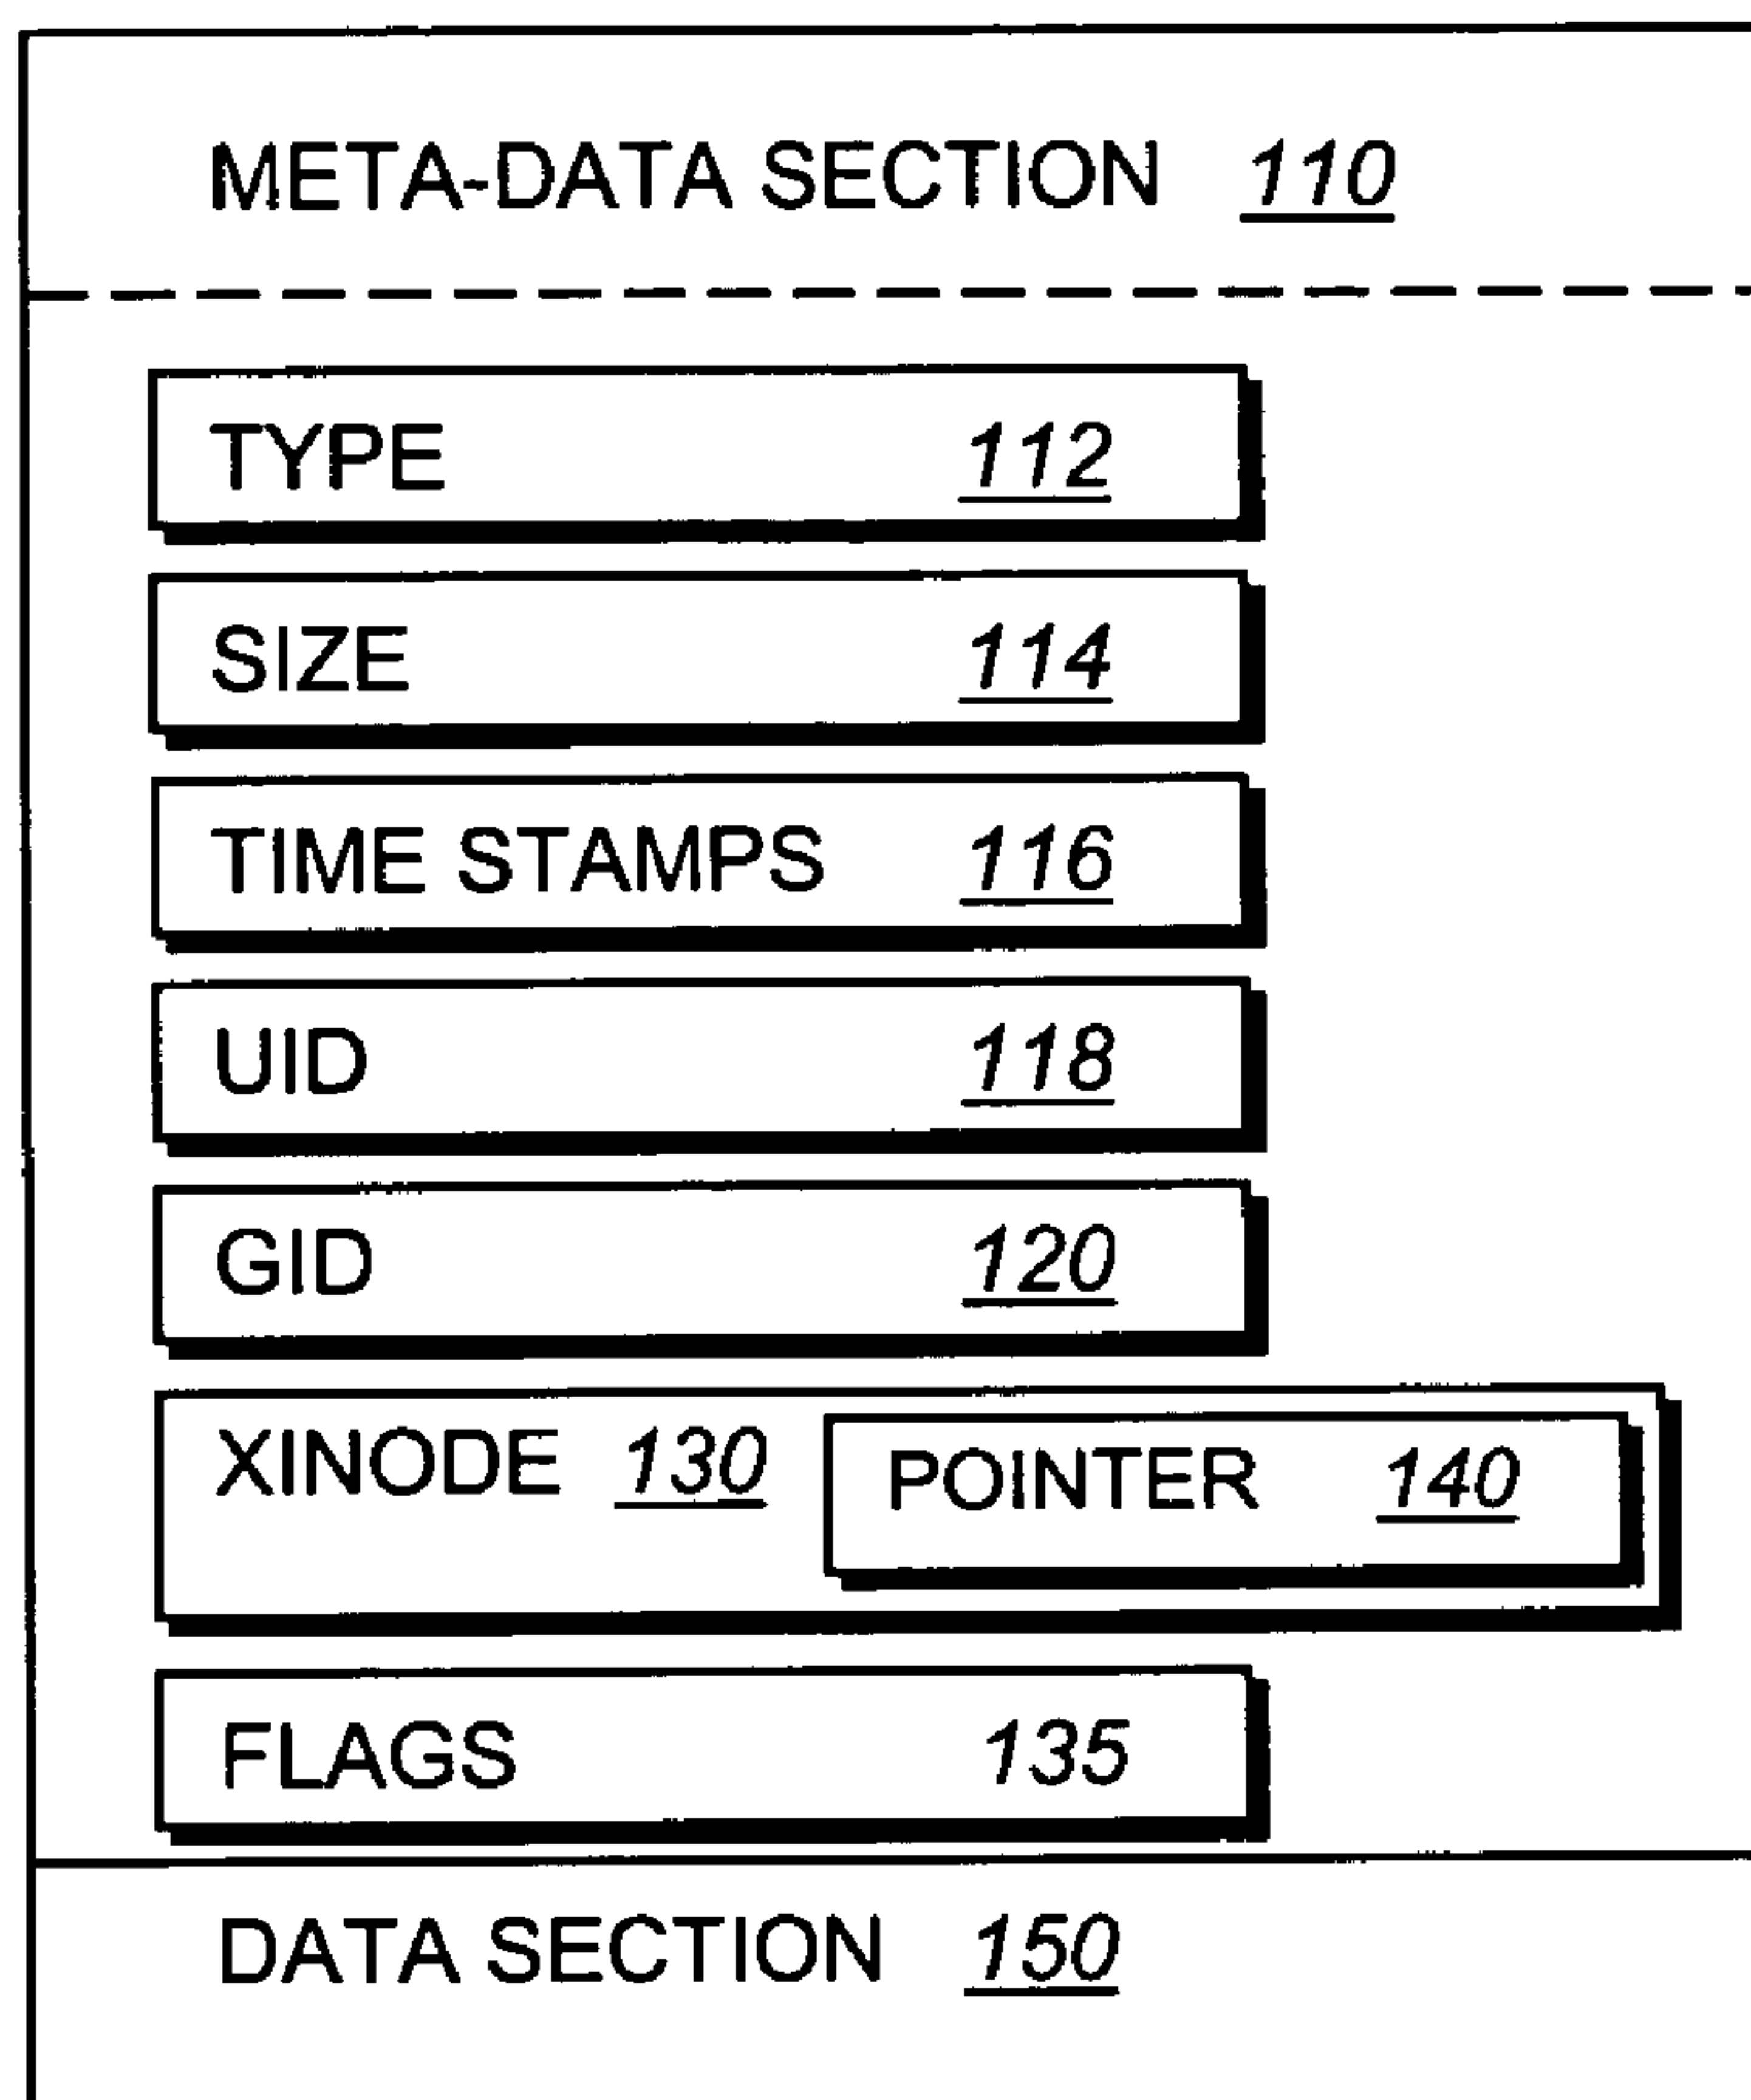 META-DATA SECTION 110
TYPE 112
SIZE 114
TIME STAMPS 116
UID 118
GID 120
XINODE 130 POINTER 140
FLAGS 135
DATA SECTION 150